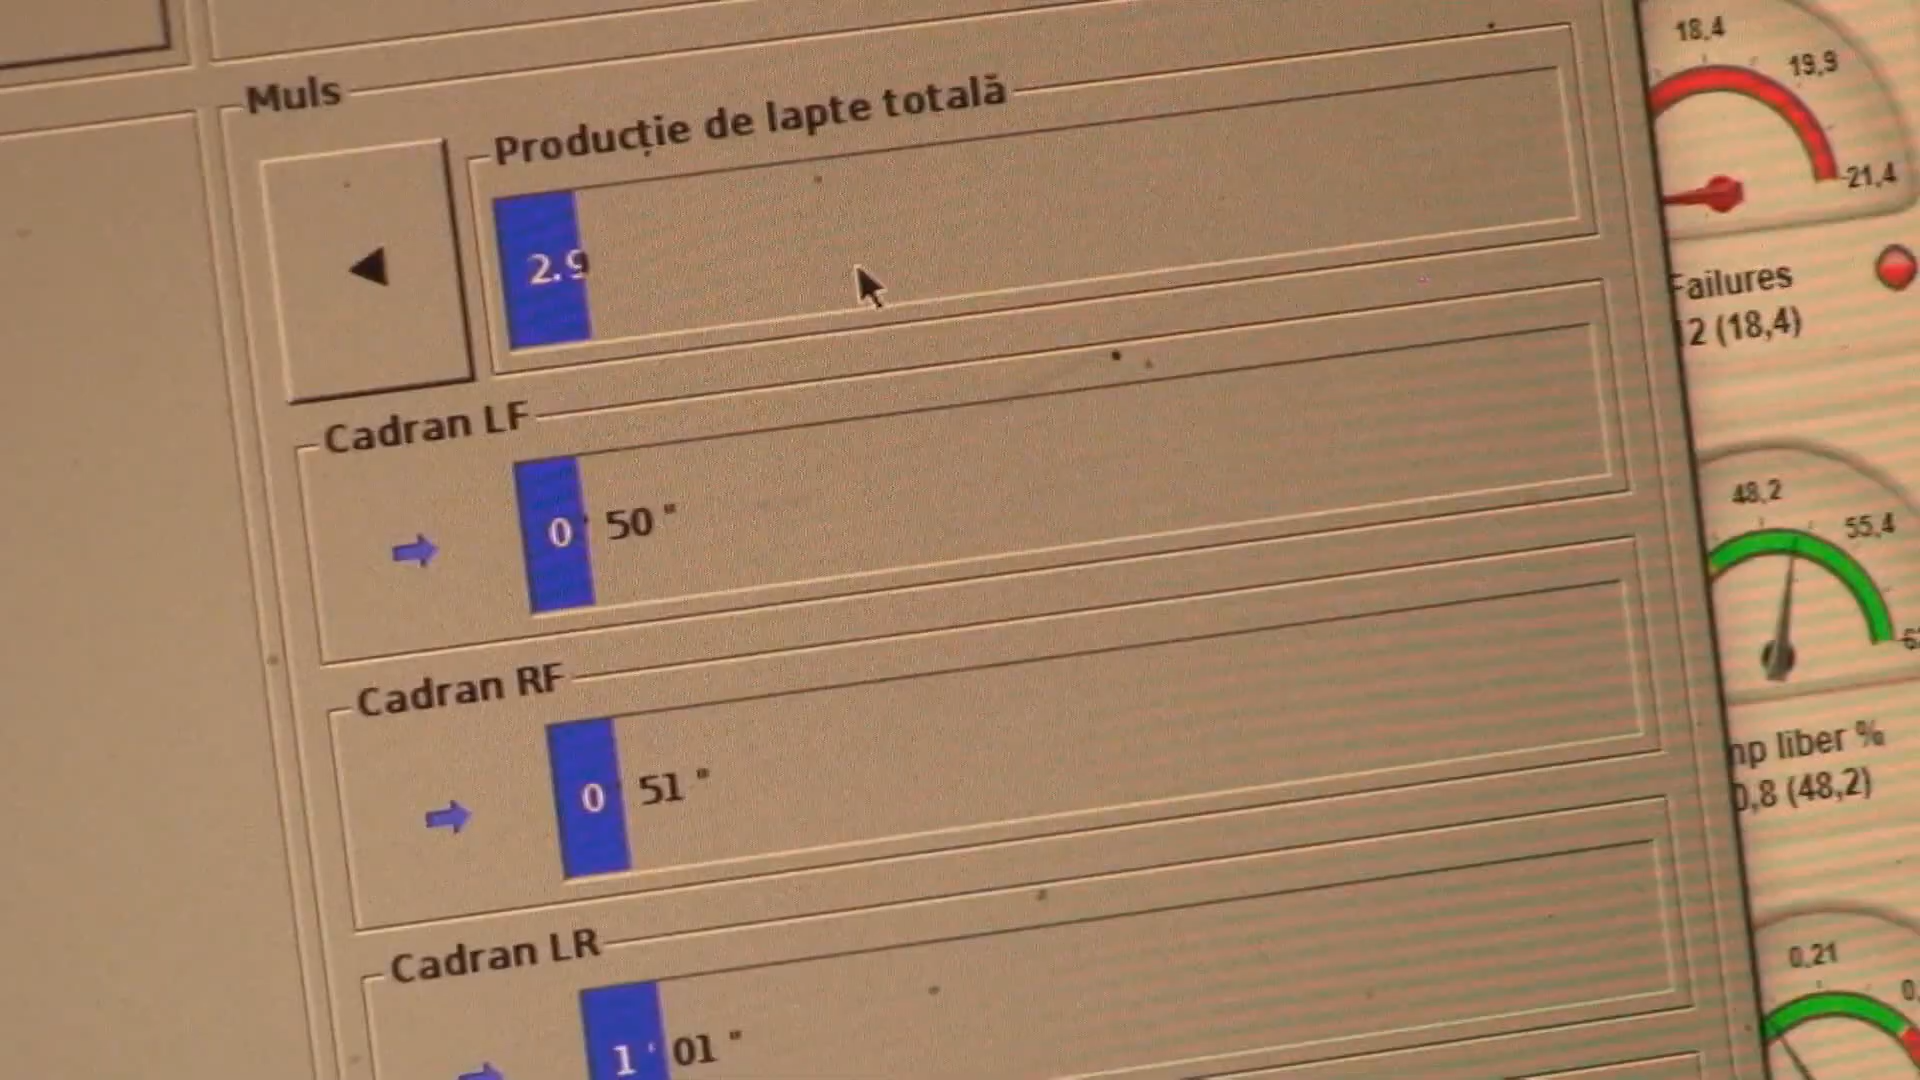 Muls
Producție de lapte totală
2.9
Cadran LF
0 ' 50 "
Cadran RF
0 ' 51 "
Cadran LR
1 ' 01 "
18,4
19,9
21,4
Failures
2 (18,4)
48,2
55,4
liber %
0,8 (48,2)
0,21